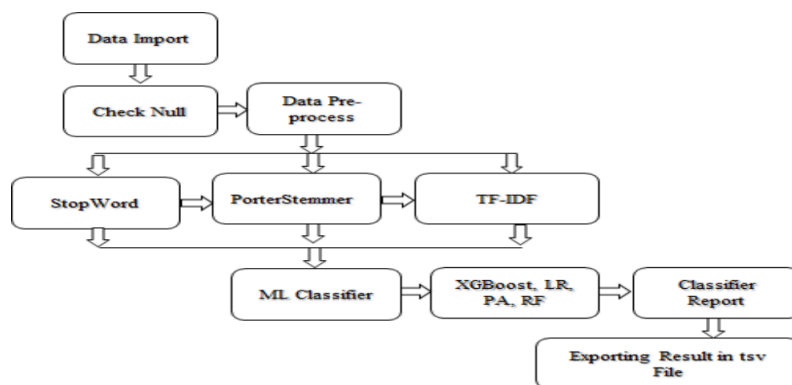 Data Import
Check Null
Data Pre-
process
StopWord
PorterStemmer
TF-IDF
ML Classifier
XGBoost, LR,
PA, RF
Classifier
Report
Exporting Result in tsv
File